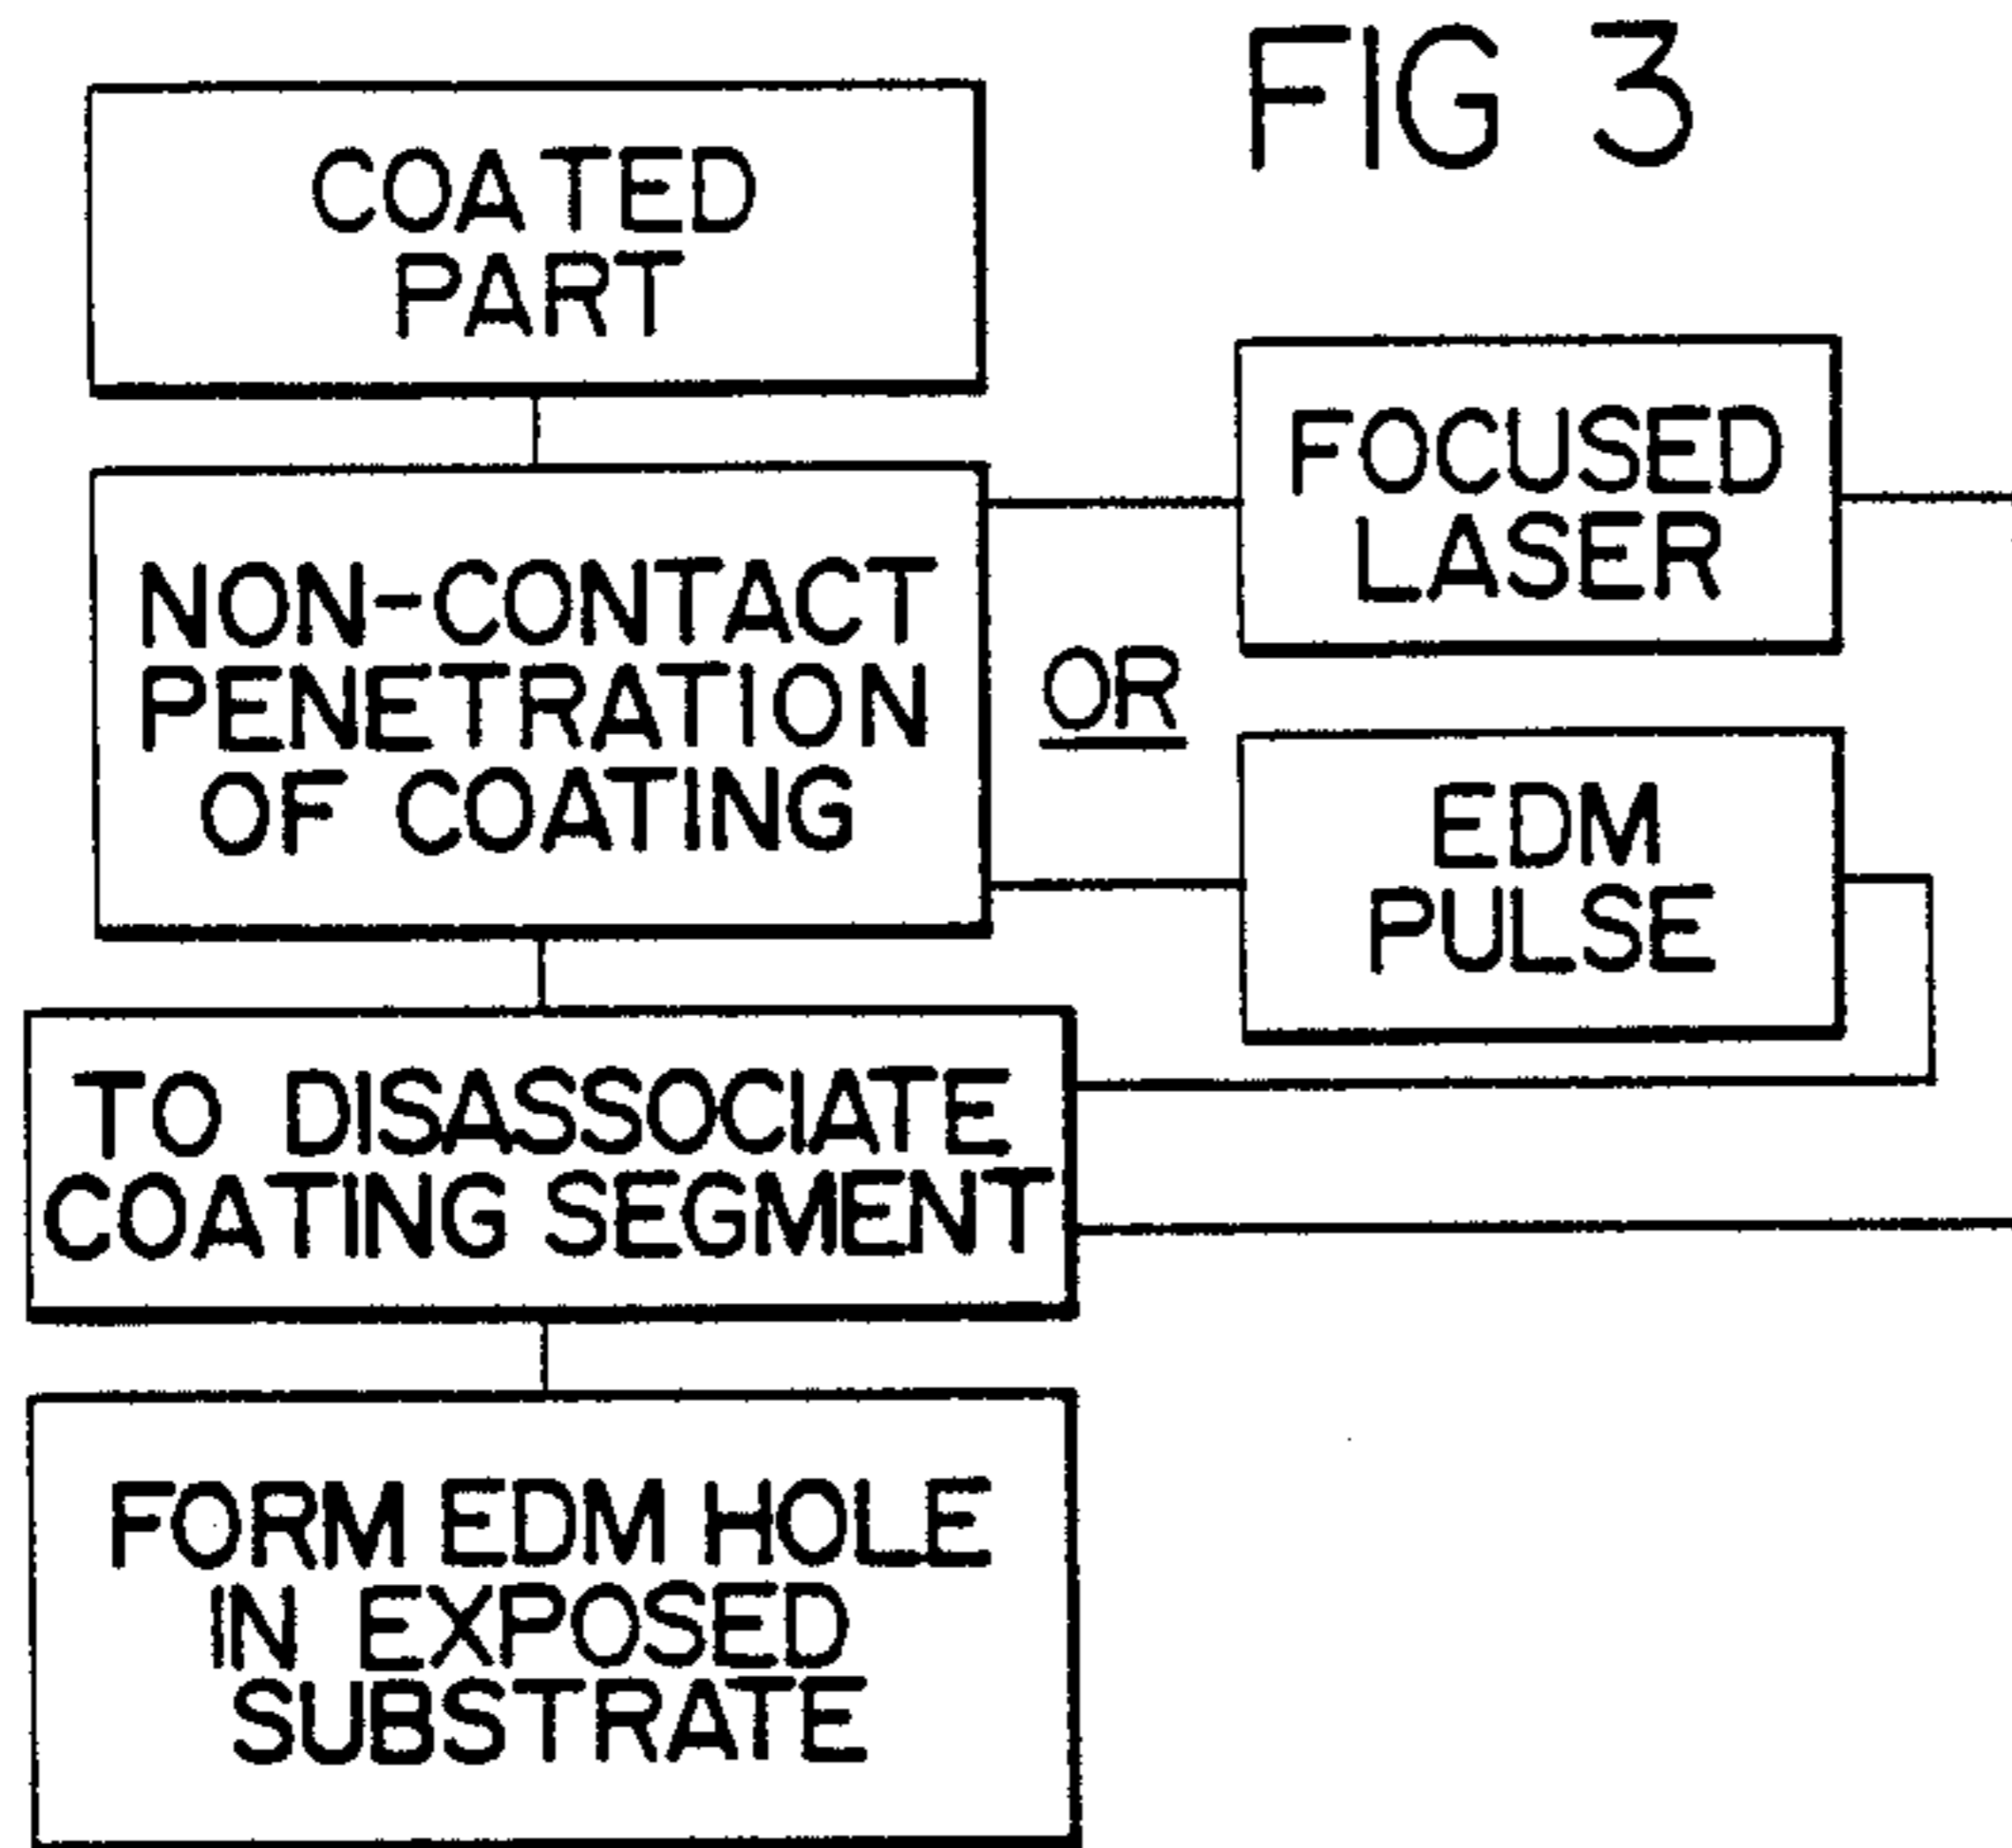 FIG 3
COATED
PART
NON-CONTACT
PENETRATION
OF COATING
OR
FOCUSED
LASER
EDM
PULSE
TO DISASSOCIATE
COATING SEGMENT
FORM EDM HOLE
IN EXPOSED
SUBSTRATE